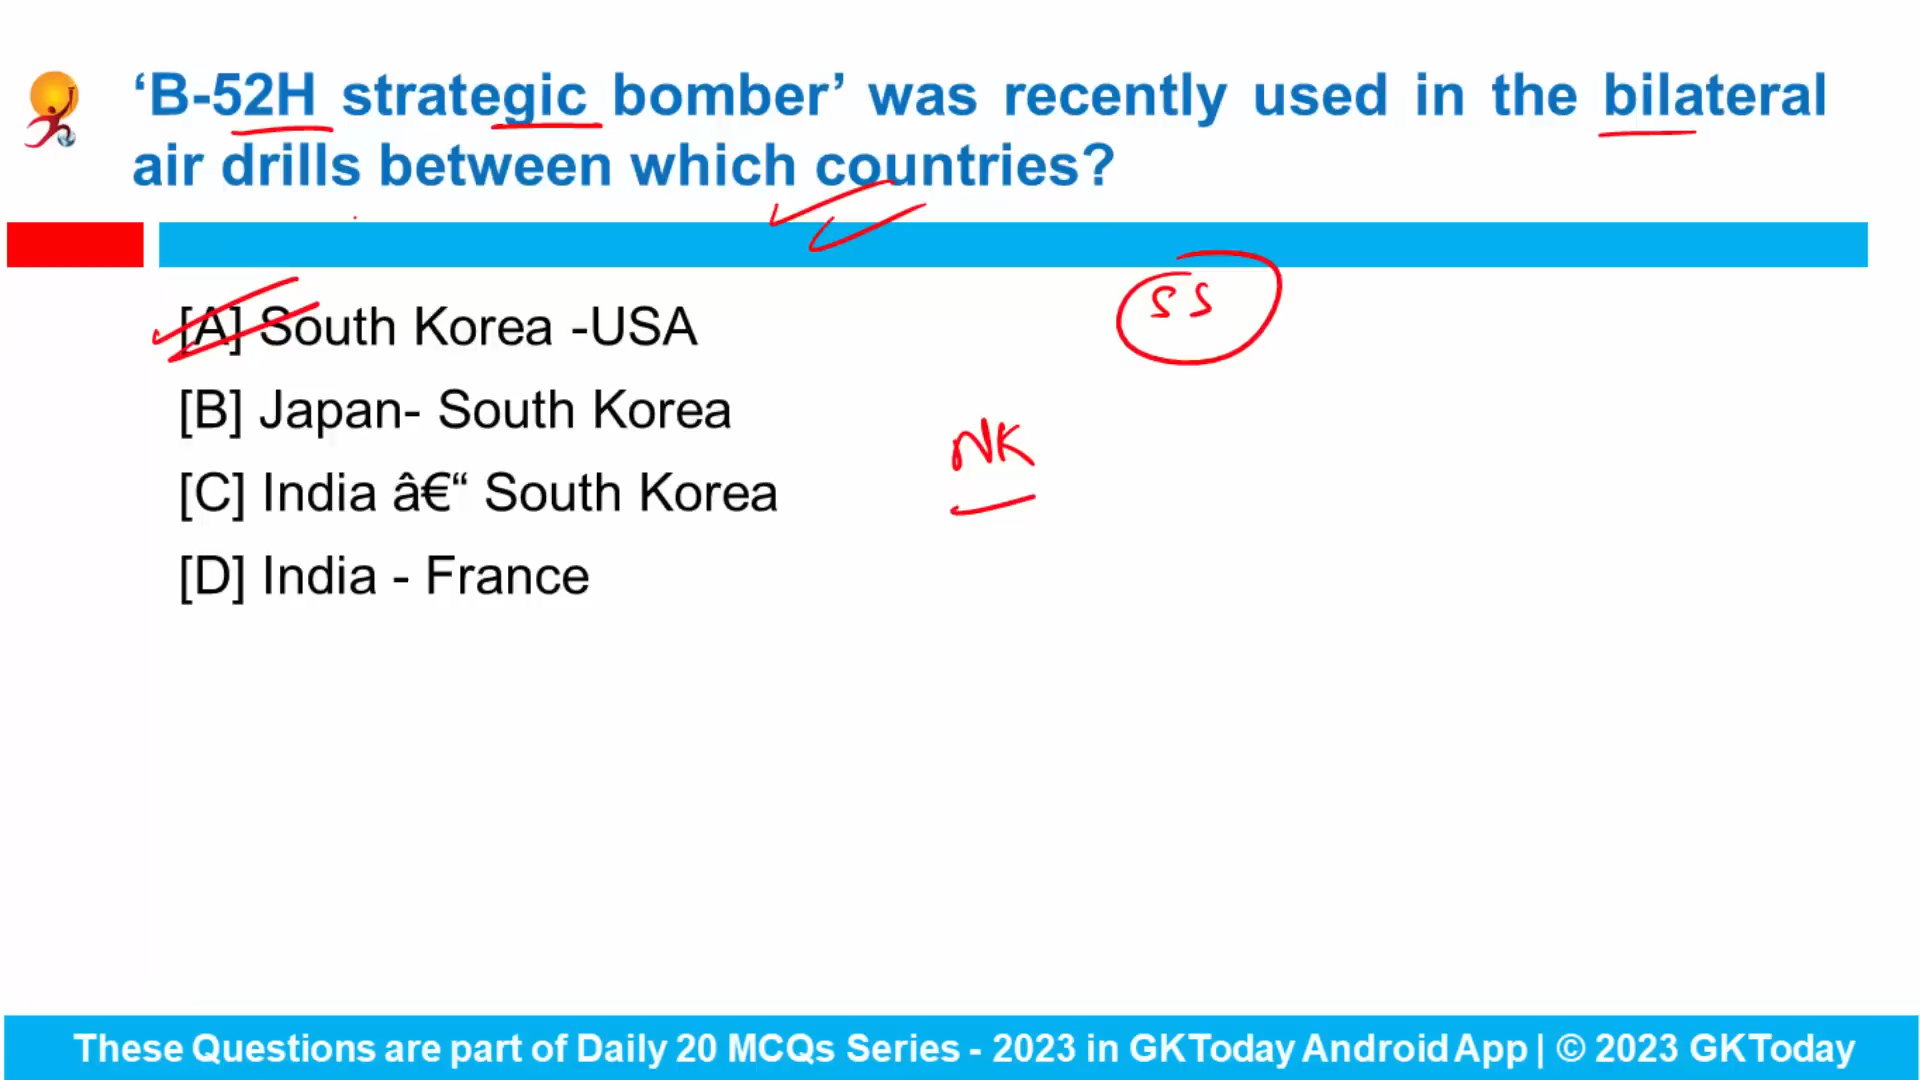 ‘B-52H strategic bomber’ was recently used in the bilateral
air drills between which countries?
[A] South Korea -USA
SS
[B] Japan- South Korea
NK
[C] India â€“ South Korea
[D] India - France
These Questions are part of Daily 20 MCQs Series - 2023 in GKToday Android App | © 2023 GKToday